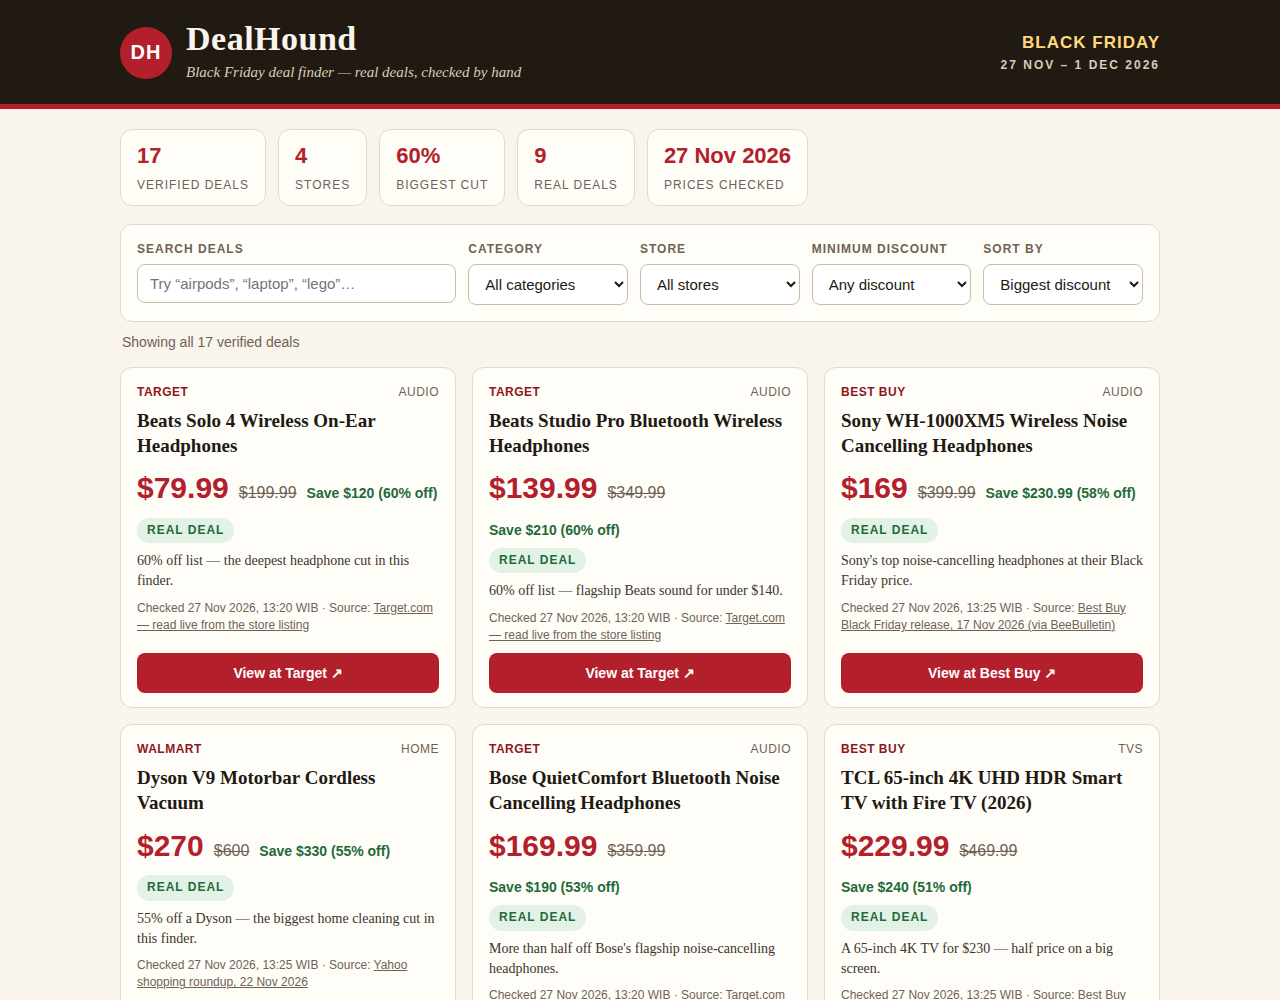 DH
DealHound
Black Friday deal finder — real deals, checked by hand
BLACK FRIDAY
27 NOV – 1 DEC 2026
17
VERIFIED DEALS
4
STORES
60%
BIGGEST CUT
9
REAL DEALS
27 Nov 2026
PRICES CHECKED
SEARCH DEALS
Try “airpods”, “laptop”, “lego”…
CATEGORY
All categories
STORE
All stores
MINIMUM DISCOUNT
Any discount
SORT BY
Biggest discount
Showing all 17 verified deals
TARGET AUDIO
Beats Solo 4 Wireless On-Ear
Headphones
$79.99 $199.99 Save $120 (60% off)
REAL DEAL
60% off list — the deepest headphone cut in this
finder.
Checked 27 Nov 2026, 13:20 WIB · Source: Target.com
— read live from the store listing
View at Target ↗
TARGET AUDIO
Beats Studio Pro Bluetooth Wireless
Headphones
$139.99 $349.99
Save $210 (60% off)
REAL DEAL
60% off list — flagship Beats sound for under $140.
Checked 27 Nov 2026, 13:20 WIB · Source: Target.com
— read live from the store listing
View at Target ↗
BEST BUY AUDIO
Sony WH-1000XM5 Wireless Noise
Cancelling Headphones
$169 $399.99 Save $230.99 (58% off)
REAL DEAL
Sony's top noise-cancelling headphones at their Black
Friday price.
Checked 27 Nov 2026, 13:25 WIB · Source: Best Buy
Black Friday release, 17 Nov 2026 (via BeeBulletin)
View at Best Buy ↗
WALMART HOME
Dyson V9 Motorbar Cordless
Vacuum
$270 $600 Save $330 (55% off)
REAL DEAL
55% off a Dyson — the biggest home cleaning cut in
this finder.
Checked 27 Nov 2026, 13:25 WIB · Source: Yahoo
shopping roundup, 22 Nov 2026
TARGET AUDIO
Bose QuietComfort Bluetooth Noise
Cancelling Headphones
$169.99 $359.99
Save $190 (53% off)
REAL DEAL
More than half off Bose's flagship noise-cancelling
headphones.
Checked 27 Nov 2026, 13:20 WIB · Source: Target.com
BEST BUY TVS
TCL 65-inch 4K UHD HDR Smart
TV with Fire TV (2026)
$229.99 $469.99
Save $240 (51% off)
REAL DEAL
A 65-inch 4K TV for $230 — half price on a big
screen.
Checked 27 Nov 2026, 13:25 WIB · Source: Best Buy